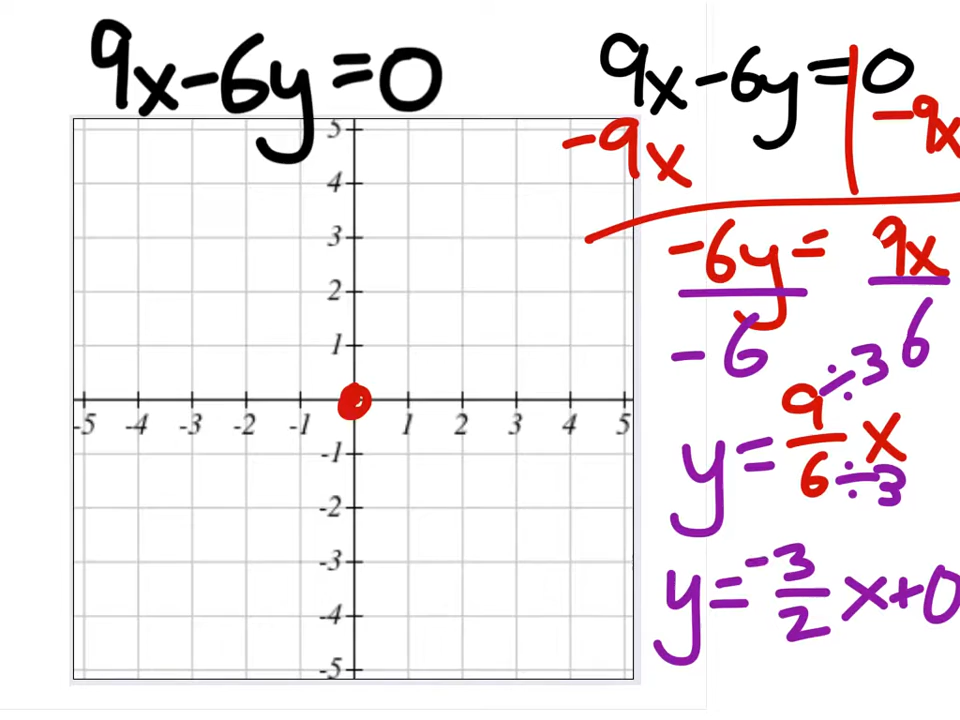 9x-6y=0
5
4
3
2
1
-5 -4 -3 -2 -1 1 2 3 4 5
-1
-2
-3
-4
-5
9x-6y=0
-9x -9x
-6y= 9x
-6 6
9 ÷3
y= x
6 ÷3
y= -3/2 x+0